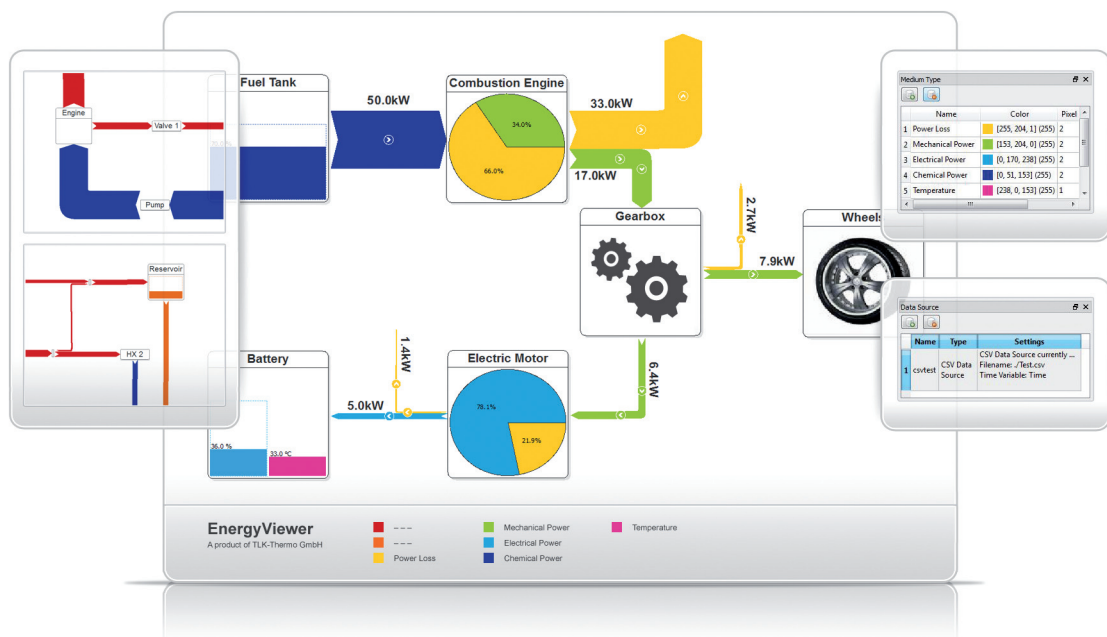 Fuel Tank
Combustion Engine
50.0kW
33.0kW
34.0%
66.0%
17.0kW
Gearbox
2.7kW
7.9kW
Wheels
6.4kW
1.4kW
Battery
Electric Motor
5.0kW
78.1%
21.9%
36.0 %
33.0 °C
Engine
Valve 1
Pump
Reservoir
HX 2
Medium Type
Name Color Pixel
1 Power Loss [255, 204, 1] (255) 2
2 Mechanical Power [153, 204, 0] (255) 2
3 Electrical Power [0, 170, 238] (255) 2
4 Chemical Power [0, 51, 153] (255) 2
5 Temperature [238, 0, 153] (255) 1
Data Source
Name Type Settings
1 csvtest CSV Data Source CSV Data Source currently ...
Filename: ./Test.csv
Time Variable: Time
EnergyViewer
A product of TLK-Thermo GmbH
– – –
– – –
Power Loss
Mechanical Power
Electrical Power
Chemical Power
Temperature